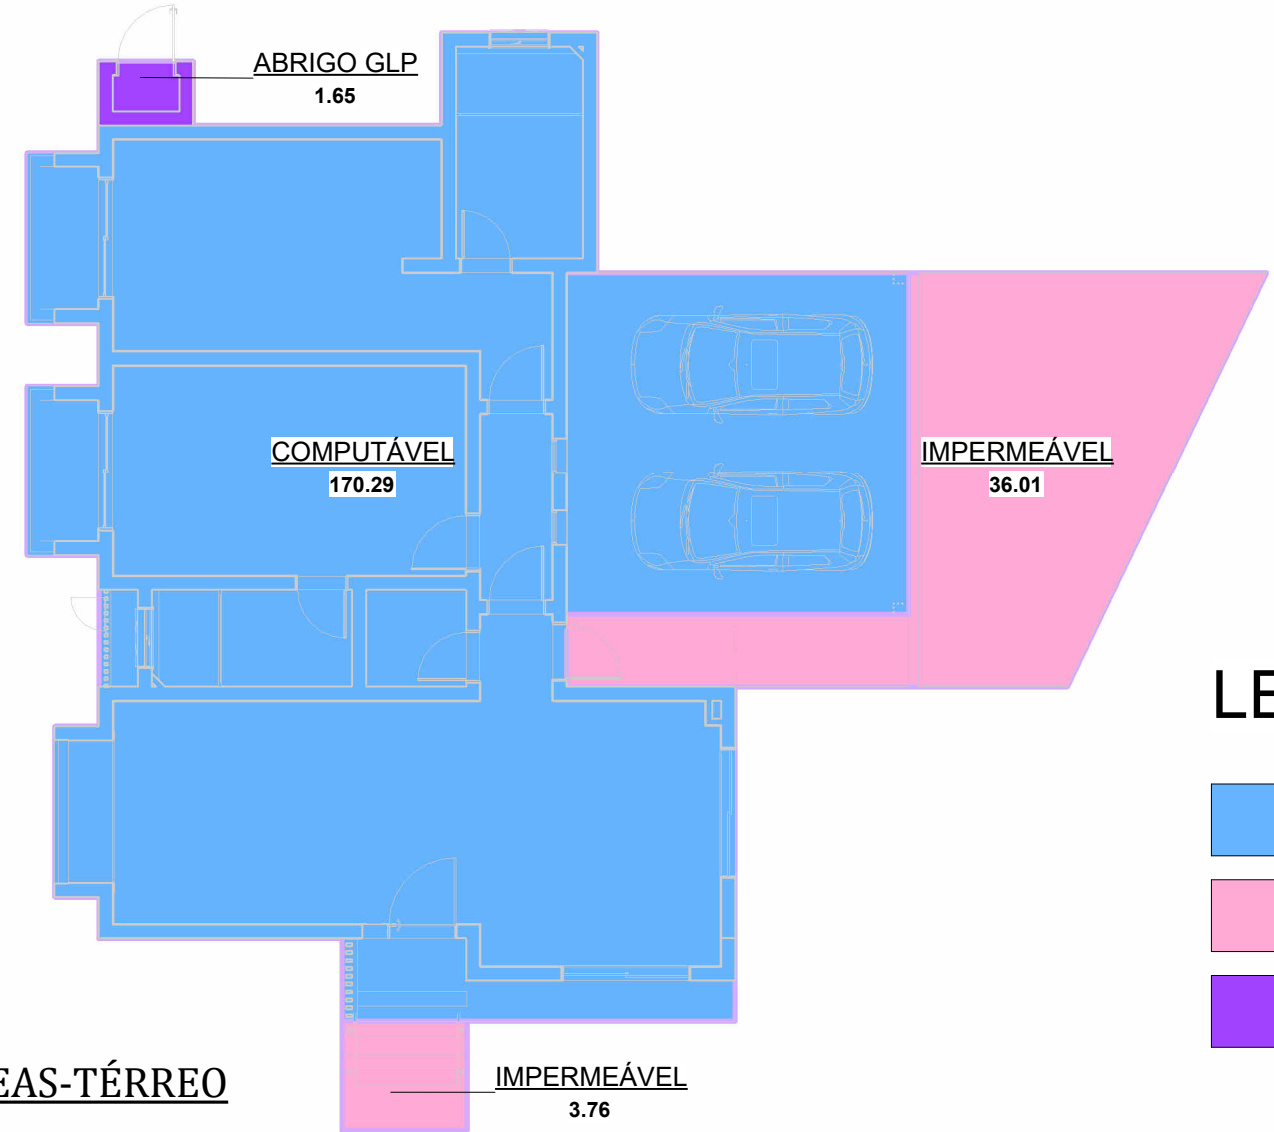 ABRIGO GLP
1.65
COMPUTÁVEL
170.29
IMPERMEÁVEL
36.01
LE
EAS-TÉRREO
IMPERMEÁVEL
3.76